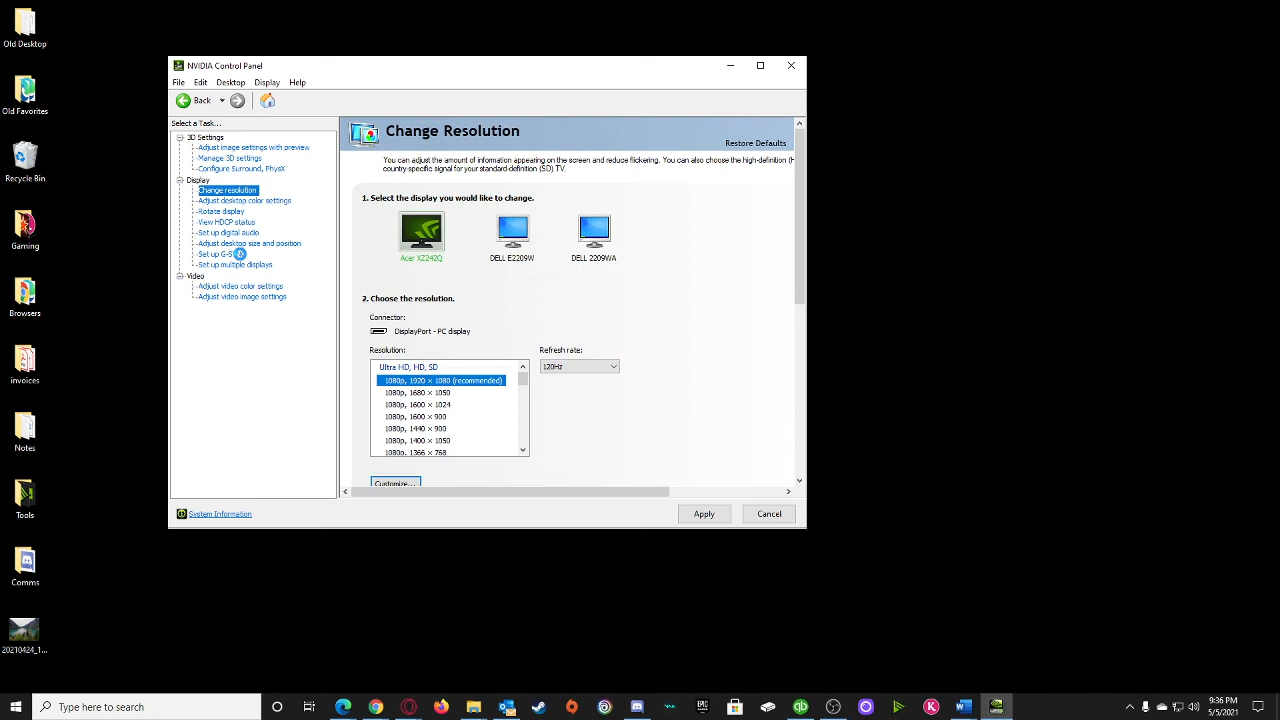 Old Desktop
Old Favorites
Recycle Bin
Gaming
Browsers
invoices
Notes
Tools
Comms
20210424_1...
NVIDIA Control Panel
File Edit Desktop Display Help
Back
Select a Task...
3D Settings
Adjust image settings with preview
Manage 3D settings
Configure Surround, PhysX
Display
Change resolution
Adjust desktop color settings
Rotate display
View HDCP status
Set up digital audio
Adjust desktop size and position
Set up G-S
Set up multiple displays
Video
Adjust video color settings
Adjust video image settings
System Information
Change Resolution
Restore Defaults
You can adjust the amount of information appearing on the screen and reduce flickering. You can also choose the high-definition (H
country-specific signal for your standard-definition (SD) TV.
1. Select the display you would like to change.
Acer XZ242Q DELL E2209W DELL 2209WA
2. Choose the resolution.
Connector:
DisplayPort - PC display
Resolution: Refresh rate:
Ultra HD, HD, SD 120Hz
1080p, 1920 × 1080 (recommended)
1080p, 1680 × 1050
1080p, 1600 × 1024
1080p, 1600 × 900
1080p, 1440 × 900
1080p, 1400 × 1050
1080p, 1366 × 768
Customize...
Apply Cancel
Type here to search
EPIC
9:36 PM
5/5/2021